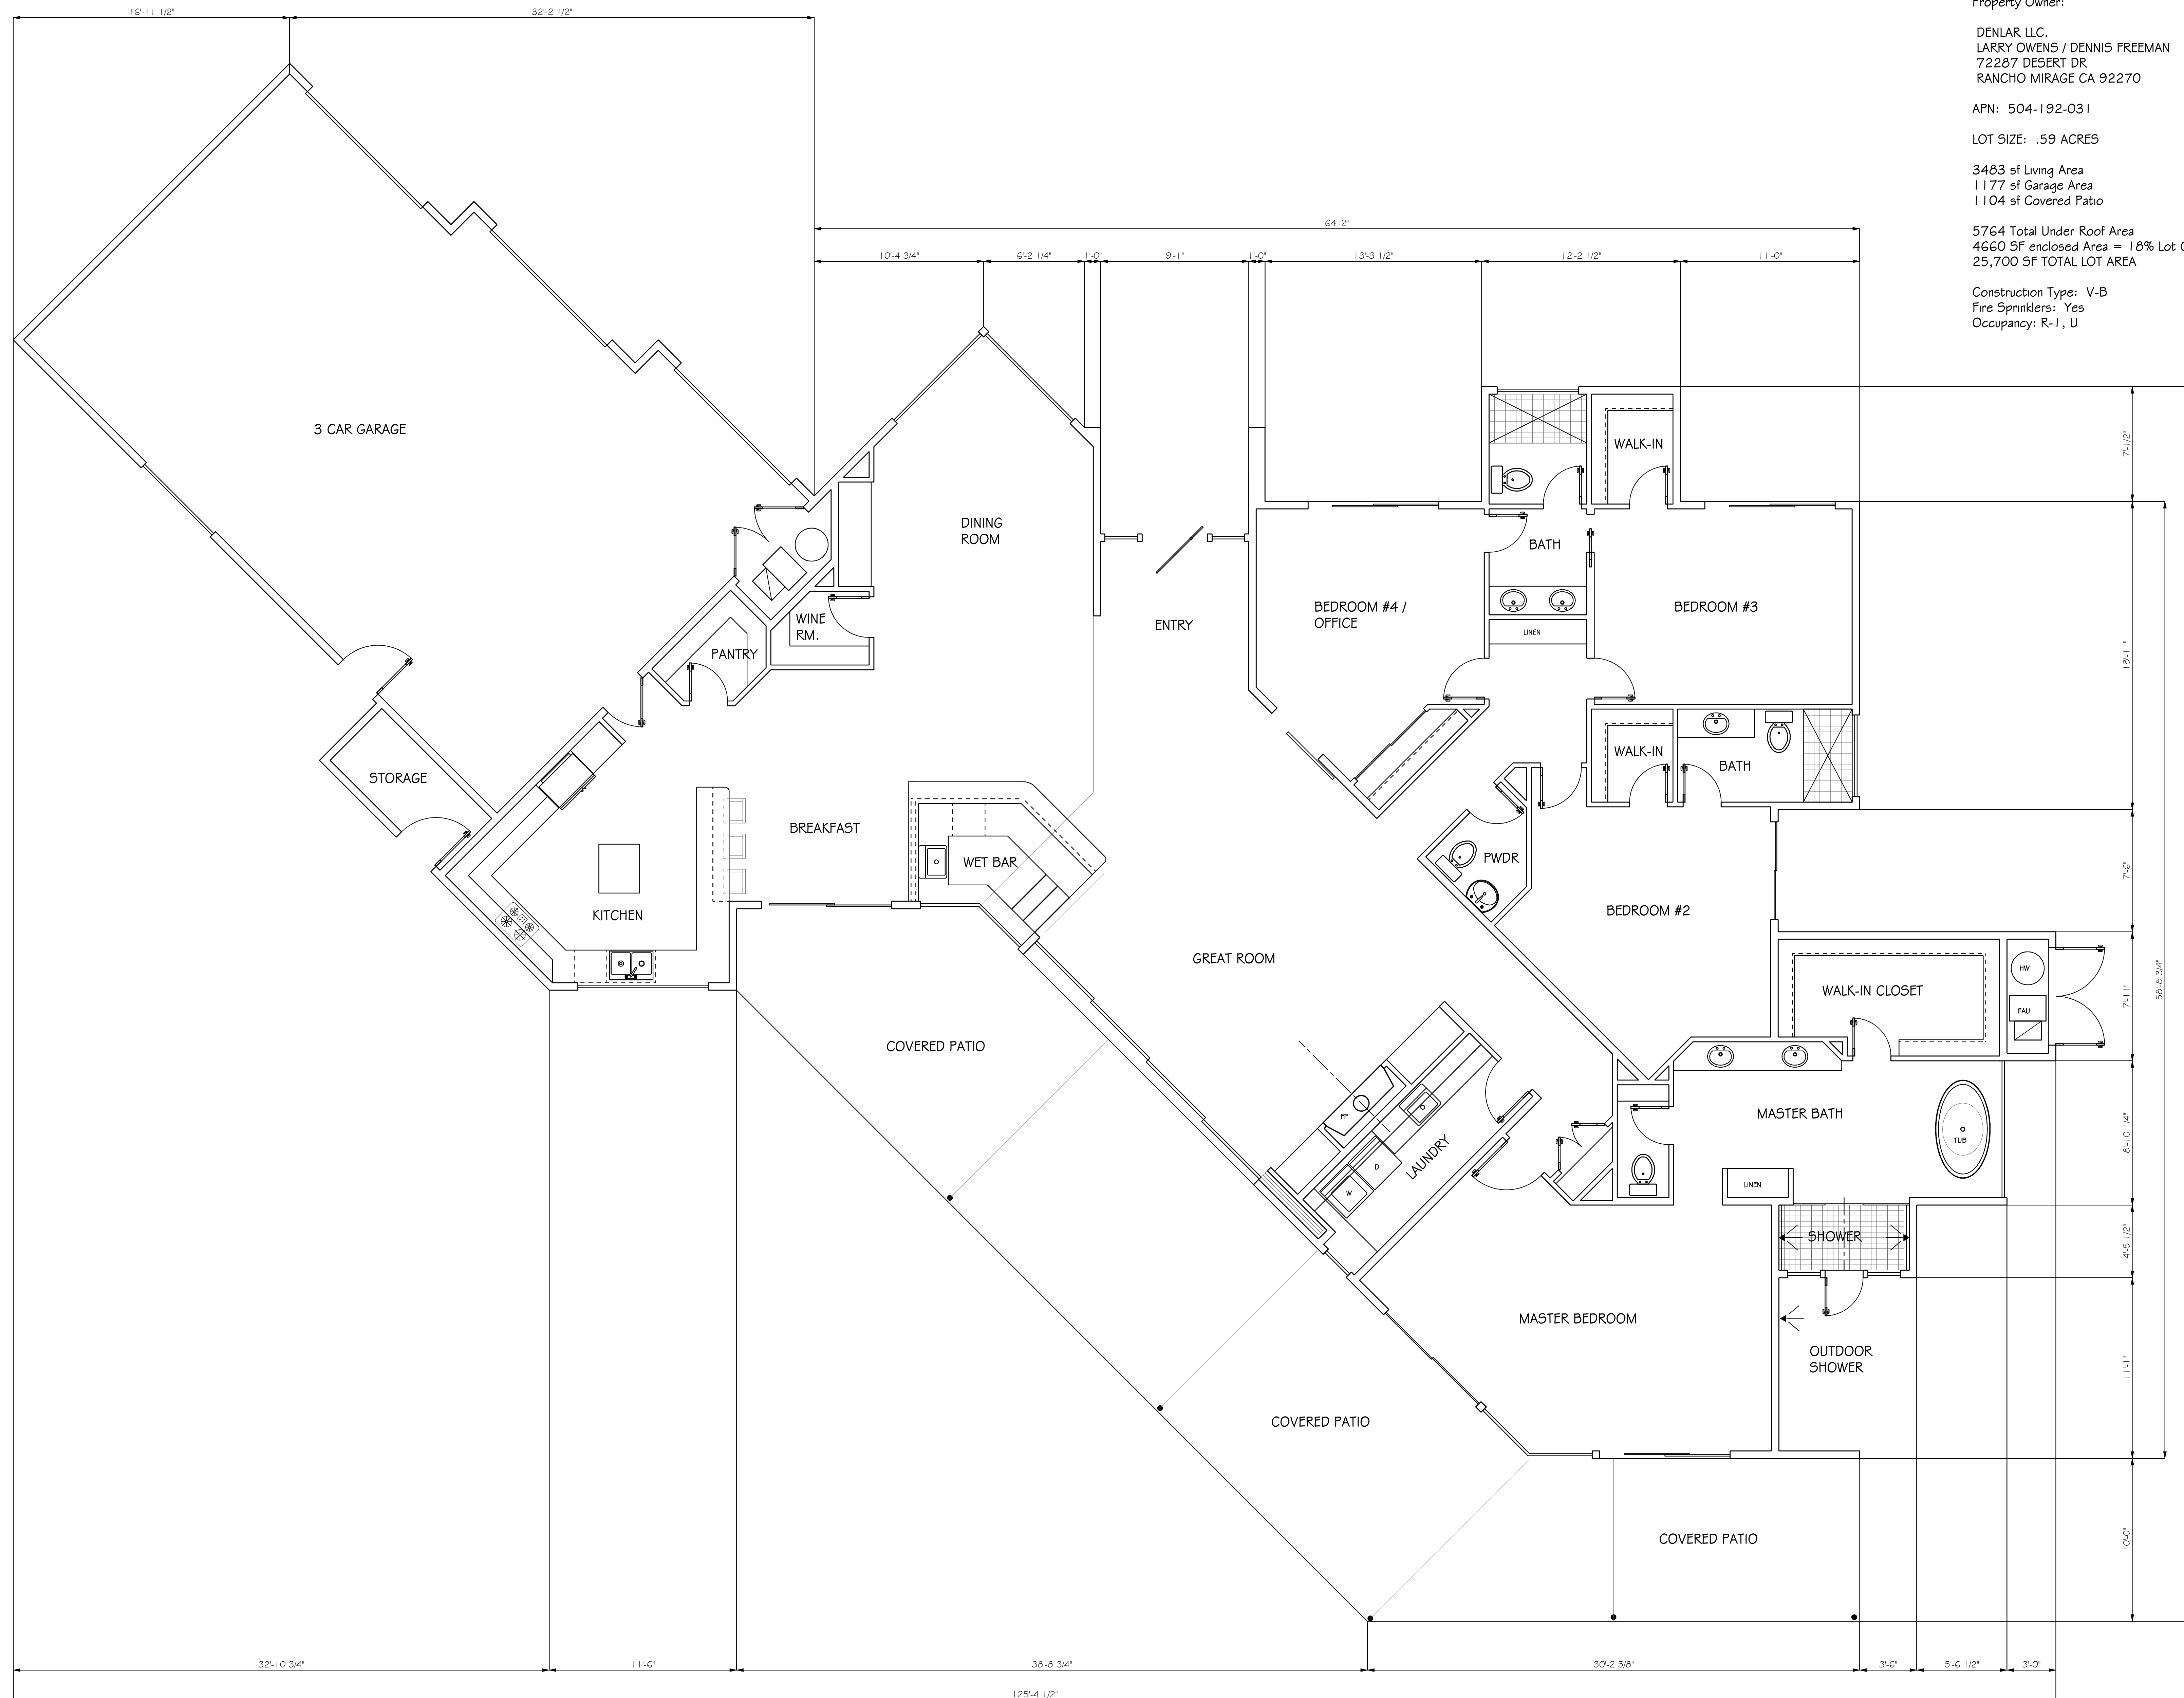 16'-11 1/2"
32'-2 1/2"
Property Owner:
DENLAR LLC.
LARRY OWENS / DENNIS FREEMAN
72287 DESERT DR
RANCHO MIRAGE CA 92270
APN: 504-192-031
LOT SIZE: .59 ACRES
3483 sf Living Area
1177 sf Garage Area
1104 sf Covered Patio
5764 Total Under Roof Area
4660 SF enclosed Area = 18% Lot
25,700 SF TOTAL LOT AREA
Construction Type: V-B
Fire Sprinklers: Yes
Occupancy: R-1, U
64'-2"
10'-4 3/4"
6'-2 1/4"
1'-0"
9'-1"
1'-0"
13'-3 1/2"
12'-2 1/2"
11'-0"
3 CAR GARAGE
DINING
ROOM
WALK-IN
7'-1/2"
BATH
BEDROOM #4 /
OFFICE
BEDROOM #3
ENTRY
WINE
RM.
LINEN
PANTRY
18'-11"
STORAGE
WALK-IN
BATH
BREAKFAST
WET BAR
PWDR
7'-6"
KITCHEN
BEDROOM #2
GREAT ROOM
HW
WALK-IN CLOSET
FAU
7'-11"
58'-8 3/4"
COVERED PATIO
FP
MASTER BATH
TUB
8'-10 1/4"
D
W
LAUNDRY
LINEN
SHOWER
4'-5 1/2"
MASTER BEDROOM
OUTDOOR
SHOWER
11'-1"
COVERED PATIO
COVERED PATIO
10'-0"
32'-10 3/4"
11'-6"
38'-8 3/4"
30'-2 5/8"
3'-6"
5'-6 1/2"
3'-0"
125'-4 1/2"